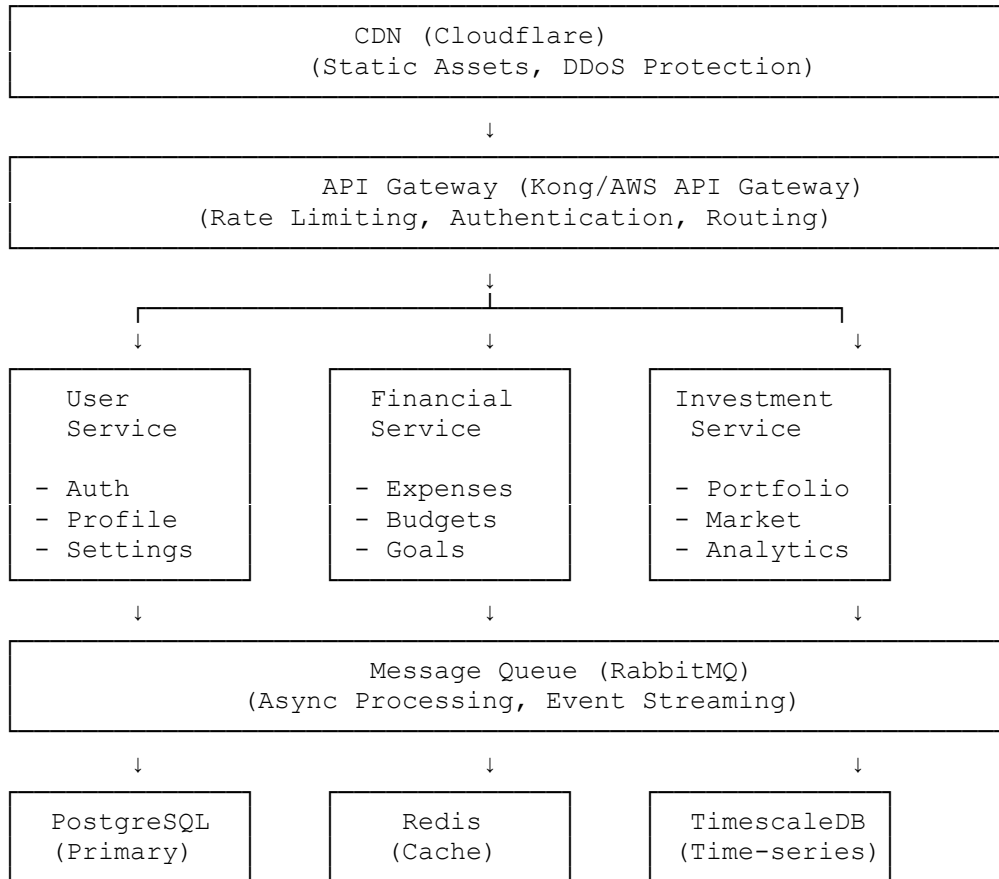 CDN (Cloudflare)
(Static Assets, DDoS Protection)
↓
API Gateway (Kong/AWS API Gateway)
(Rate Limiting, Authentication, Routing)
↓
↓ ↓ ↓
User Financial Investment
Service Service Service
- Auth - Expenses - Portfolio
- Profile - Budgets - Market
- Settings - Goals - Analytics
↓ ↓ ↓
Message Queue (RabbitMQ)
(Async Processing, Event Streaming)
↓ ↓ ↓
PostgreSQL Redis TimescaleDB
(Primary) (Cache) (Time-series)